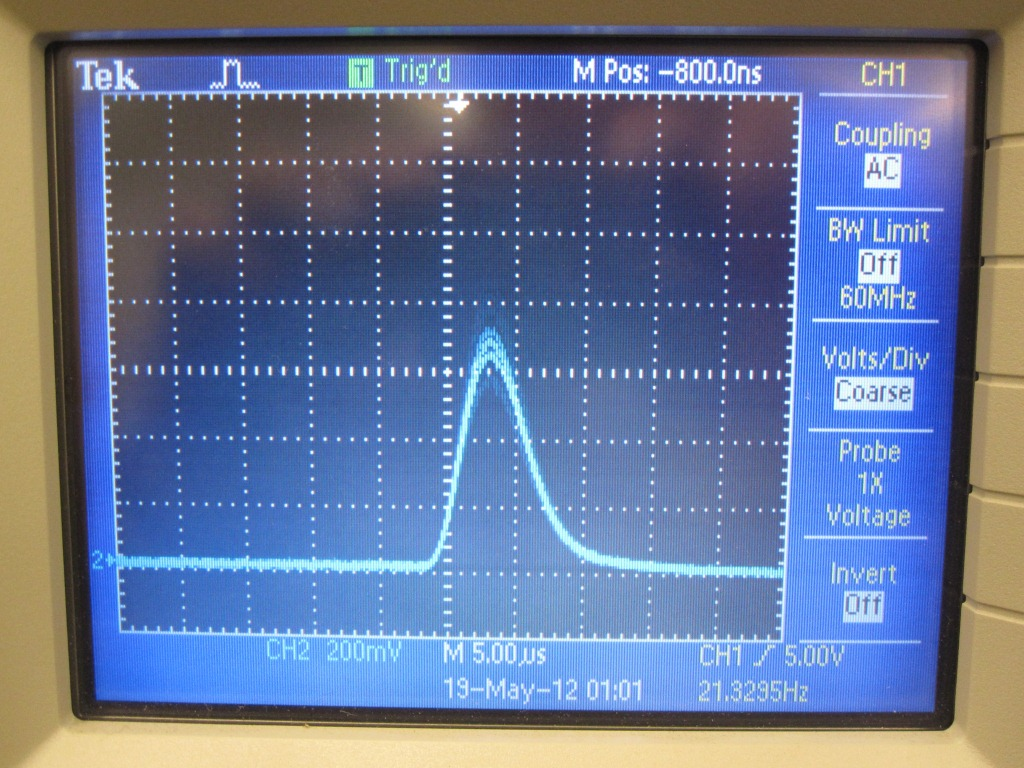 Tek T Trig'd M Pos: -800.0ns CH1
Coupling
AC
BW Limit
Off
60MHz
Volts/Div
Coarse
Probe
1X
Voltage
2
Invert
Off
CH2 200mV M 5.00µs CH1 5.00V
19-May-12 01:01 21.3295Hz